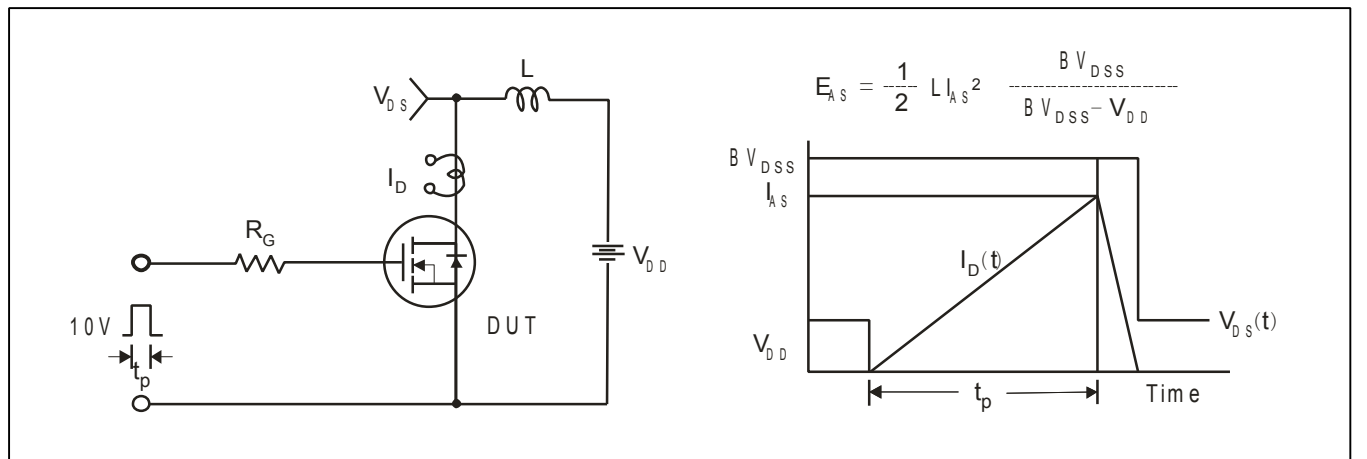 L
V_DS
I_D
R_G
V_DD
10V
DUT
t_p
E_AS = 1/2 LI_AS² BV_DSS / BV_DSS – V_DD
BV_DSS
I_AS
I_D(t)
V_DS(t)
V_DD
t_p
Time